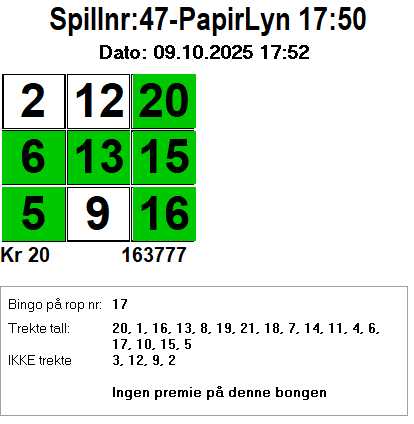 Spillnr:47-PapirLyn 17:50
Dato: 09.10.2025 17:52
2 12 20
6 13 15
5 9 16
Kr 20 163777
Bingo på rop nr: 17
Trekte tall: 20, 1, 16, 13, 8, 19, 21, 18, 7, 14, 11, 4, 6,
17, 10, 15, 5
IKKE trekte 3, 12, 9, 2
Ingen premie på denne bongen